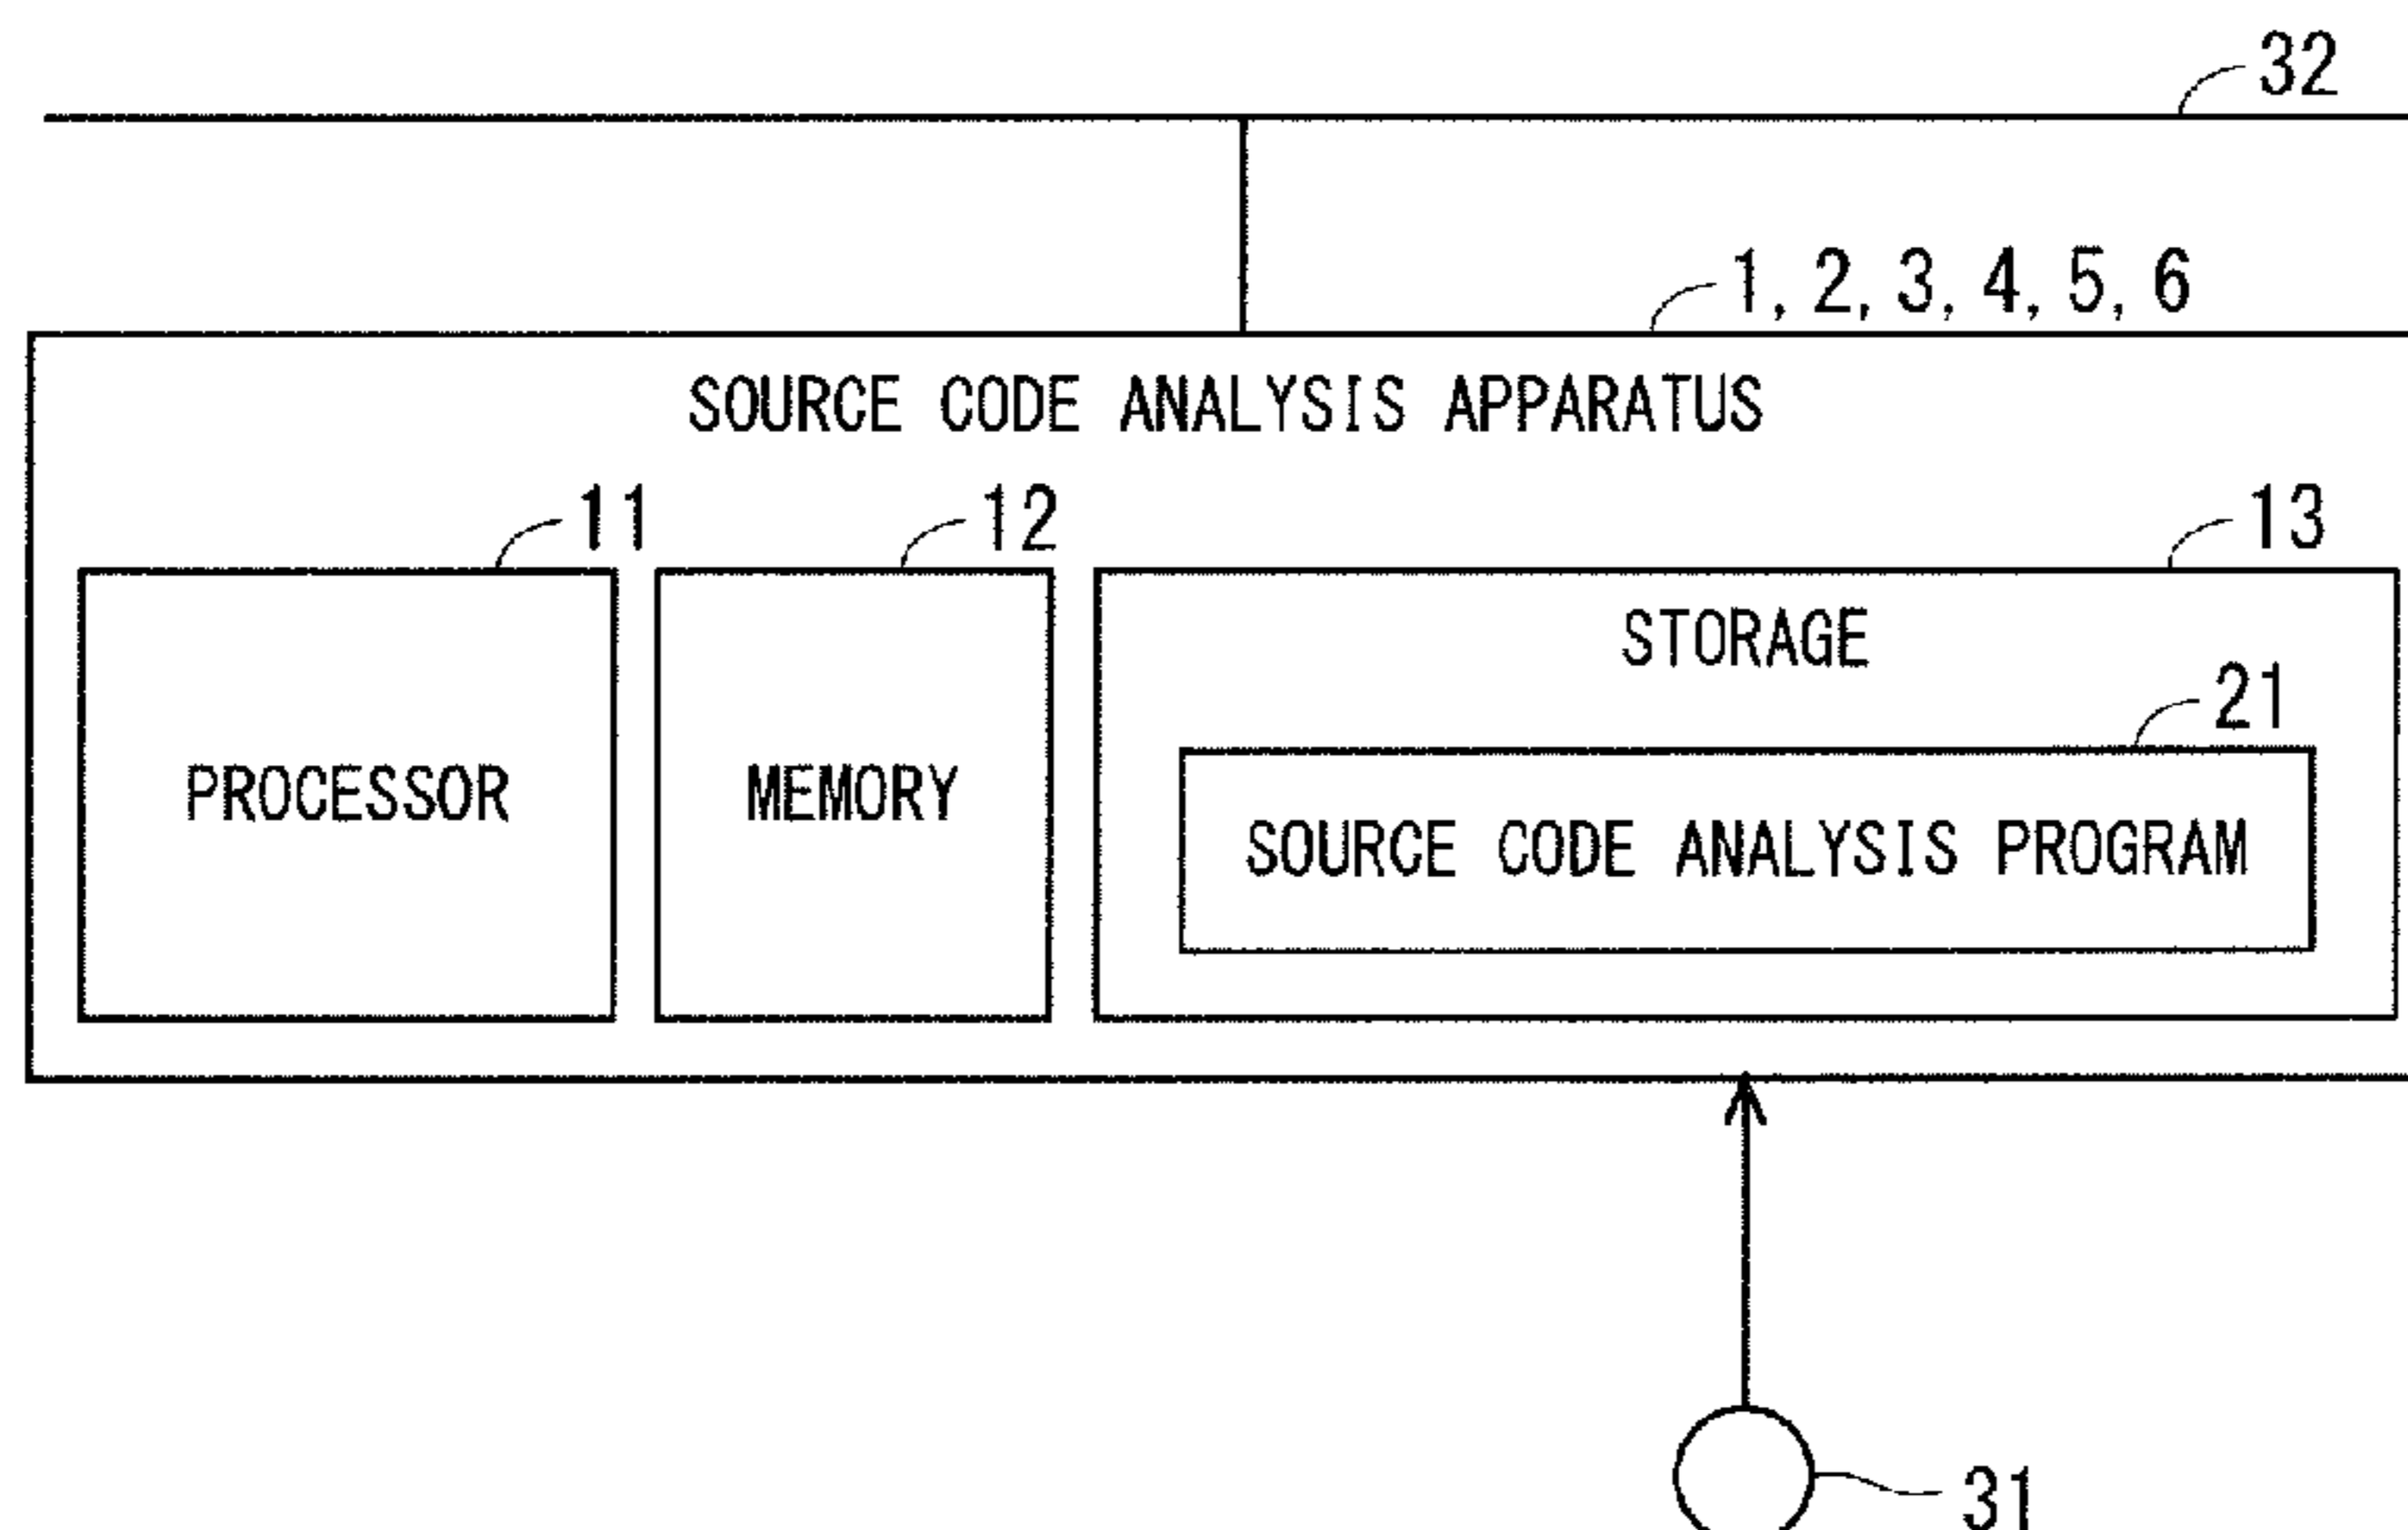 32
1, 2, 3, 4, 5, 6
SOURCE CODE ANALYSIS APPARATUS
11
12
13
STORAGE
21
PROCESSOR
MEMORY
SOURCE CODE ANALYSIS PROGRAM
31